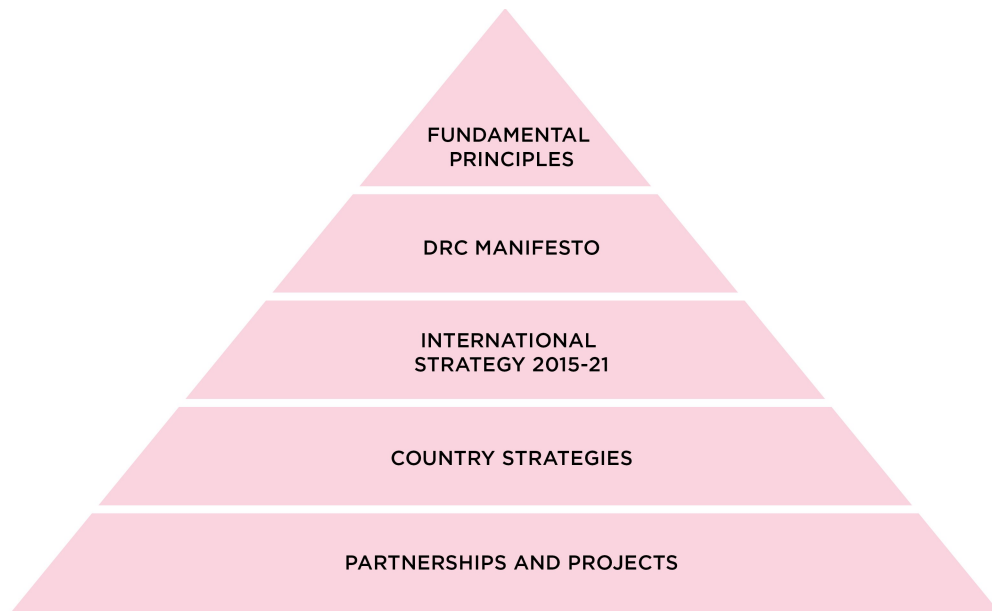 FUNDAMENTAL
PRINCIPLES
DRC MANIFESTO
INTERNATIONAL
STRATEGY 2015-21
COUNTRY STRATEGIES
PARTNERSHIPS AND PROJECTS